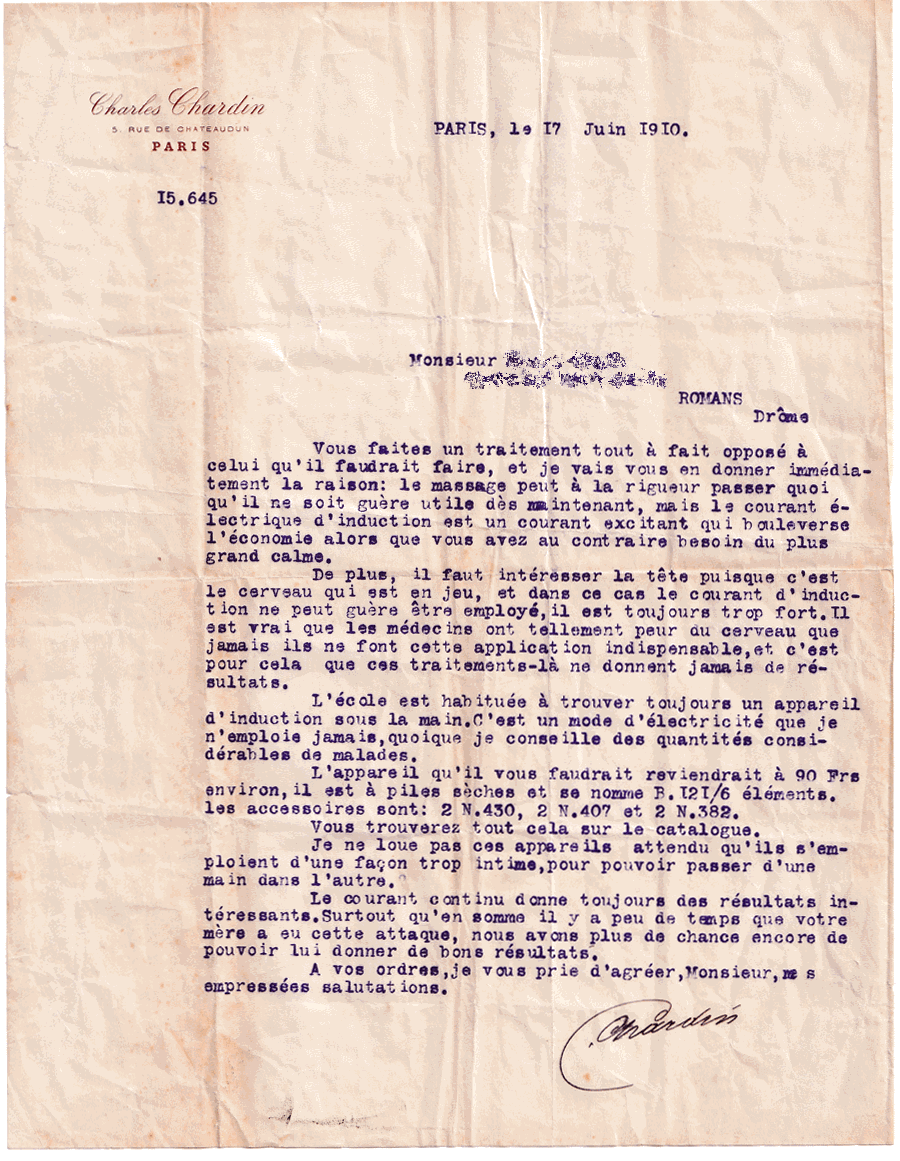 Charles Chardin
5. RUE DE CHATEAUDUN
PARIS
PARIS, le I7 Juin I9I0.
I5.645
Monsieur
ROMANS
Drôme
Vous faites un traitement tout à fait opposé à
celui qu'il faudrait faire, et je vais vous en donner immédia-
tement la raison: le massage peut à la rigueur passer quoi
qu'il ne soit guère utile dès maintenant, mais le courant é-
lectrique d'induction est un courant excitant qui bouleverse
l'économie alors que vous avez au contraire besoin du plus
grand calme.
De plus, il faut intéresser la tête puisque c'est
le cerveau qui est en jeu, et dans ce cas le courant d'induc-
tion ne peut guère être employé,il est toujours trop fort.Il
est vrai que les médecins ont tellement peur du cerveau que
jamais ils ne font cette application indispensable,et c'est
pour cela que ces traitements-là ne donnent jamais de ré-
sultats.
L'école est habituée à trouver toujours un appareil
d'induction sous la main.C'est un mode d'électricité que je
n'emploie jamais,quoique je conseille des quantités consi-
dérables de malades.
L'appareil qu'il vous faudrait reviendrait à 90 Frs
environ,il est à piles sèches et se nomme B.I2I/6 éléments.
les accessoires sont: 2 N.430, 2 N.407 et 2 N.382.
Vous trouverez tout cela sur le catalogue.
Je ne loue pas ces appareils attendu qu'ils s'em-
ploient d'une façon trop intime,pour pouvoir passer d'une
main dans l'autre.
Le courant continu donne toujours des résultats in-
téressants.Surtout qu'en somme il y a peu de temps que votre
mère a eu cette attaque, nous avons plus de chance encore de
pouvoir lui donner de bons résultats.
A vos ordres,je vous prie d'agréer,Monsieur,mes
empressées salutations.
Chardin